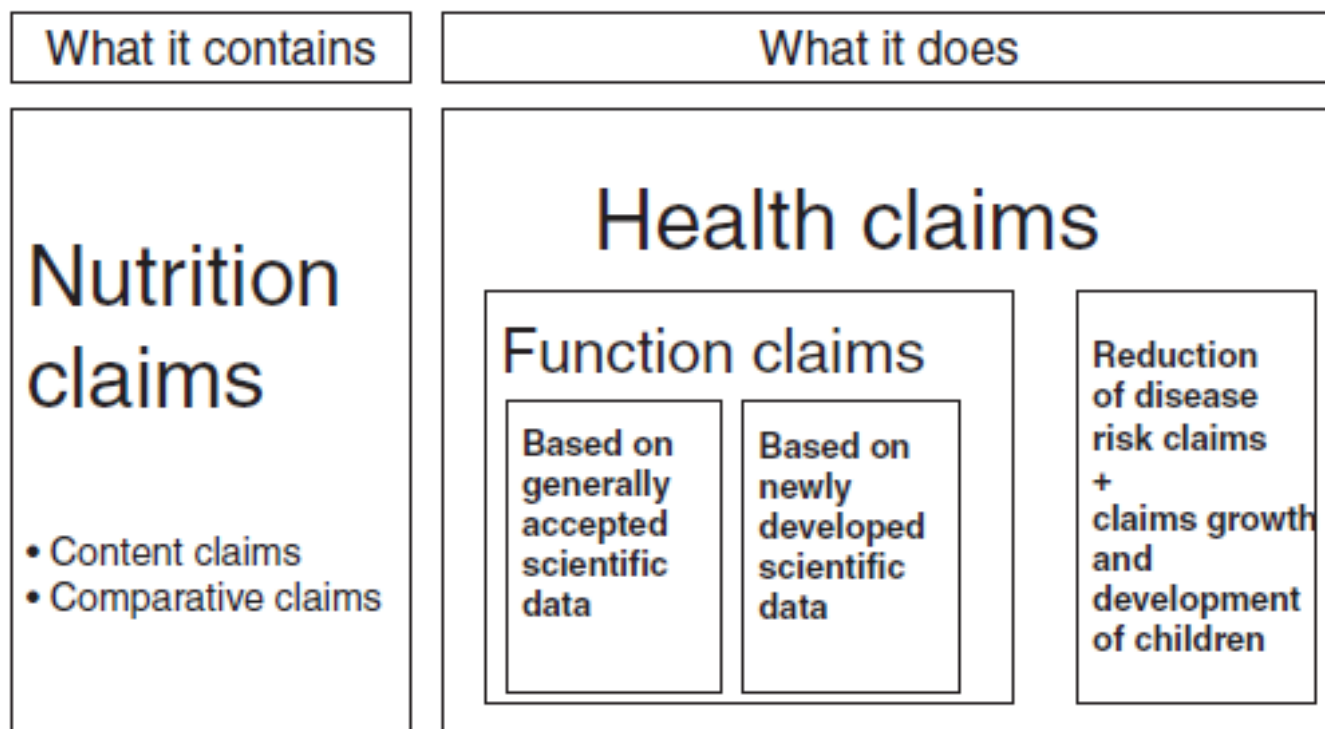 What it contains
What it does
Nutrition
claims
• Content claims
• Comparative claims
Health claims
Function claims
Based on
generally
accepted
scientific
data
Based on
newly
developed
scientific
data
Reduction
of disease
risk claims
+
claims growth
and
development
of children